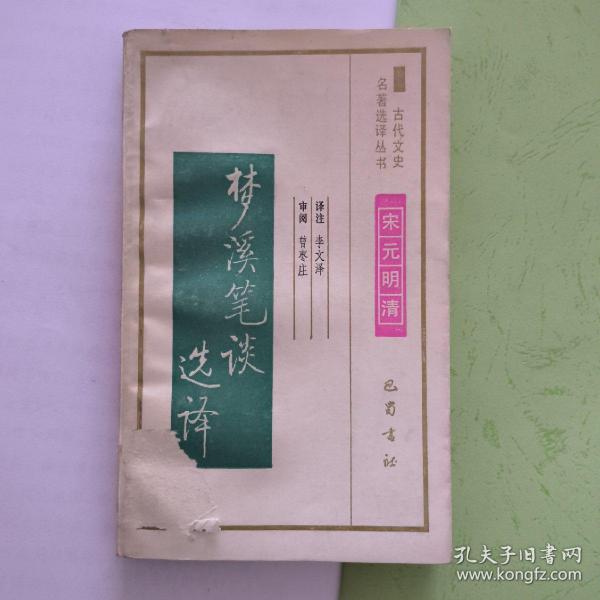 古代文史
名著选译丛书
宋元明清
巴蜀书社
译注 李文泽
审阅 曾枣庄
梦溪笔谈
选译
孔夫子旧书网
www.kongfz.com